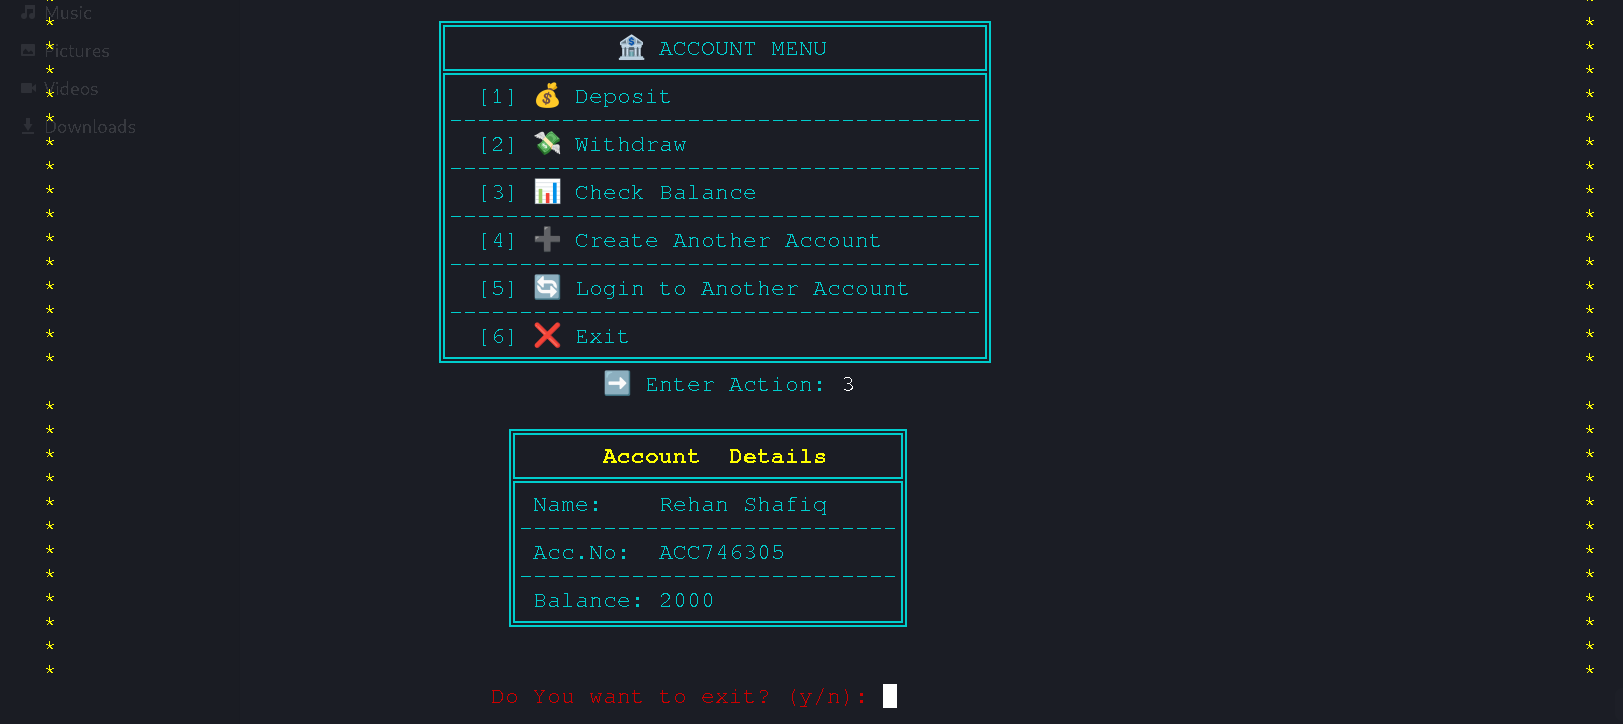 Music
Pictures
Videos
Downloads
🏦 ACCOUNT MENU
[1] 💰 Deposit
[2] 💸 Withdraw
[3] 📊 Check Balance
[4] ➕ Create Another Account
[5] 🔄 Login to Another Account
[6] ❌ Exit
➡️ Enter Action: 3
Account Details
Name: Rehan Shafiq
Acc.No: ACC746305
Balance: 2000
Do You want to exit? (y/n):